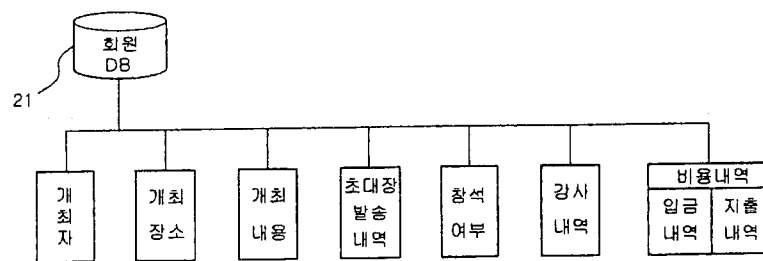 회원
DB
21
개
최
자
개최
장소
개최
내용
초대장
발송
내역
창석
여부
강사
내역
비용내역
입금
내역
지출
내역